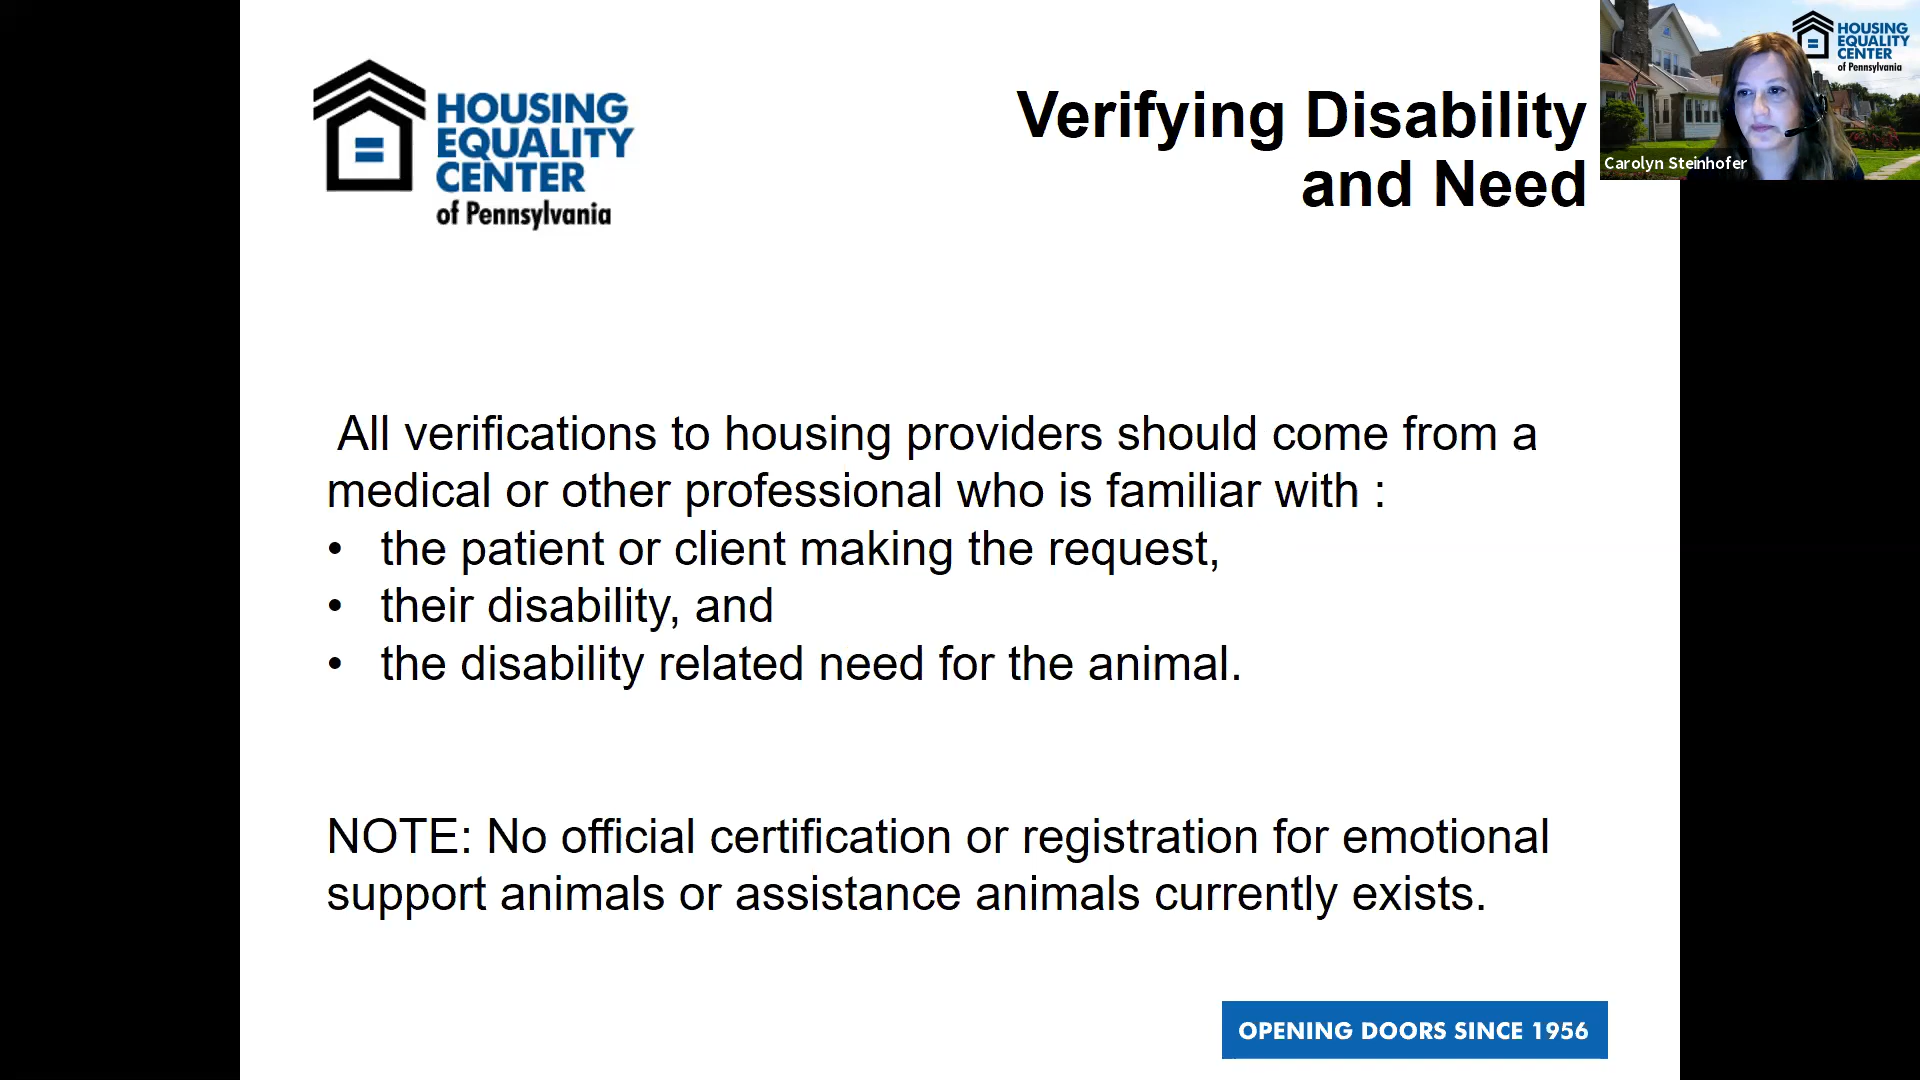 HOUSING
EQUALITY
CENTER
of Pennsylvania
Verifying Disability
and Need
HOUSING
EQUALITY
CENTER
of Pennsylvania
Carolyn Steinhofer
All verifications to housing providers should come from a
medical or other professional who is familiar with :
• the patient or client making the request,
• their disability, and
• the disability related need for the animal.
NOTE: No official certification or registration for emotional
support animals or assistance animals currently exists.
OPENING DOORS SINCE 1956